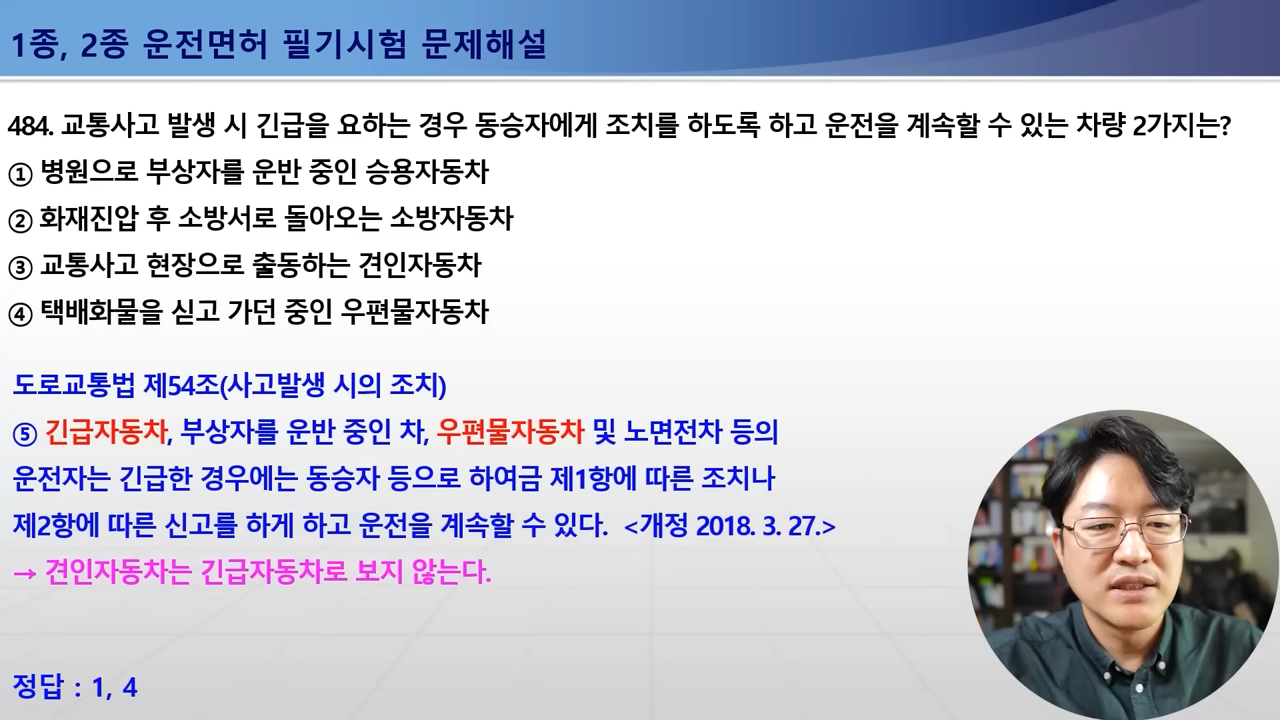 1종, 2종 운전면허 필기시험 문제해설
484. 교통사고 발생 시 긴급을 요하는 경우 동승자에게 조치를 하도록 하고 운전을 계속할 수 있는 차량 2가지는?
① 병원으로 부상자를 운반 중인 승용자동차
② 화재진압 후 소방서로 돌아오는 소방자동차
③ 교통사고 현장으로 출동하는 견인자동차
④ 택배화물을 싣고 가던 중인 우편물자동차
도로교통법 제54조(사고발생 시의 조치)
⑤ 긴급자동차, 부상자를 운반 중인 차, 우편물자동차 및 노면전차 등의
운전자는 긴급한 경우에는 동승자 등으로 하여금 제1항에 따른 조치나
제2항에 따른 신고를 하게 하고 운전을 계속할 수 있다. <개정 2018. 3. 27.>
→ 견인자동차는 긴급자동차로 보지 않는다.
정답 : 1, 4